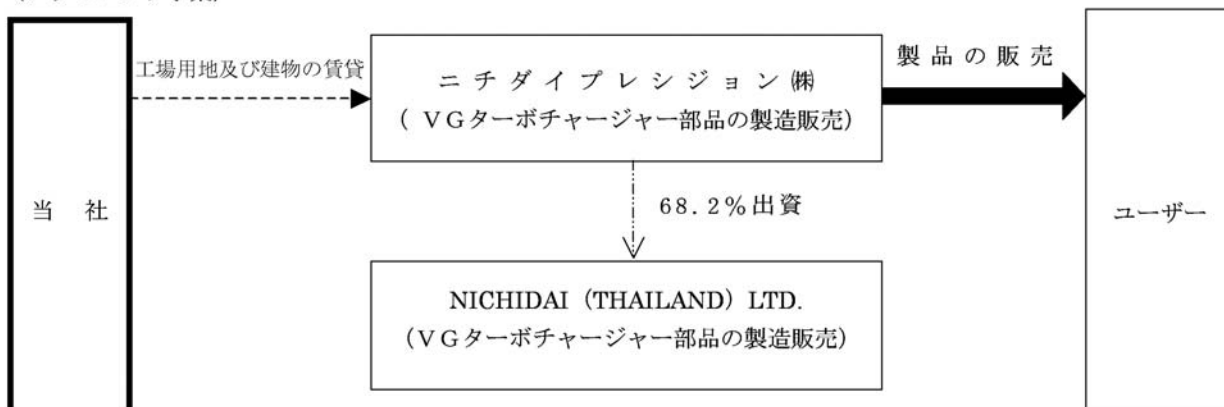 工場用地及び建物の賃貸
ニチダイプレシジョン㈱
(VGターボチャージャー部品の製造販売)
製品の販売
当社
68.2%出資
ユーザー
NICHIDAI (THAILAND) LTD.
(VGターボチャージャー部品の製造販売)